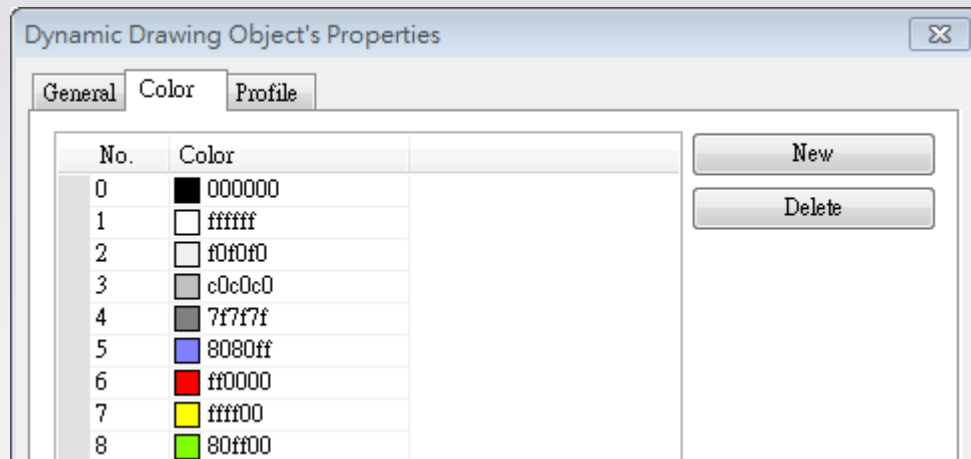 Dynamic Drawing Object's Properties
General Color Profile
No. Color
New
0 000000
Delete
1 ffffff
2 f0f0f0
3 c0c0c0
4 7f7f7f
5 8080ff
6 ff0000
7 ffff00
8 80ff00